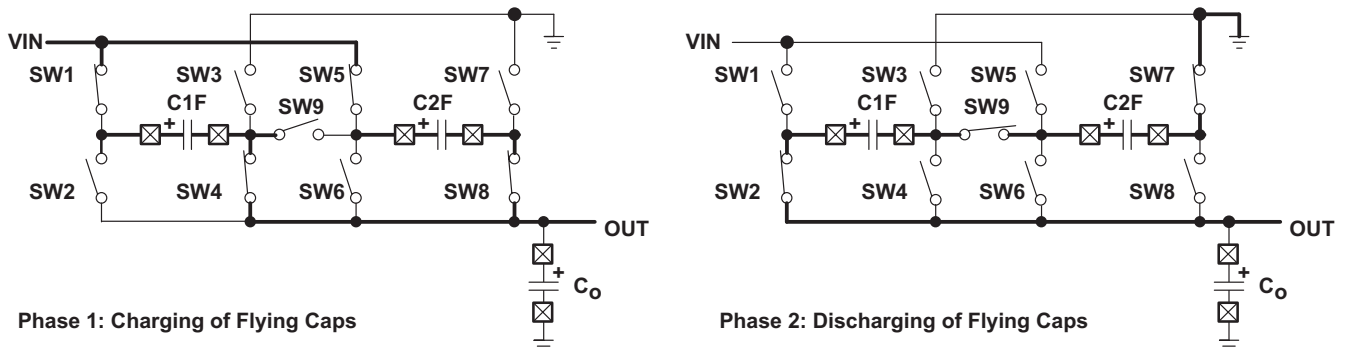 VIN
SW1 SW3 SW5 SW7
C1F SW9 C2F
+ +
SW2 SW4 SW6 SW8
OUT
+
Co
Phase 1: Charging of Flying Caps
VIN
SW1 SW3 SW5 SW7
C1F SW9 C2F
+ +
SW2 SW4 SW6 SW8
OUT
+
Co
Phase 2: Discharging of Flying Caps